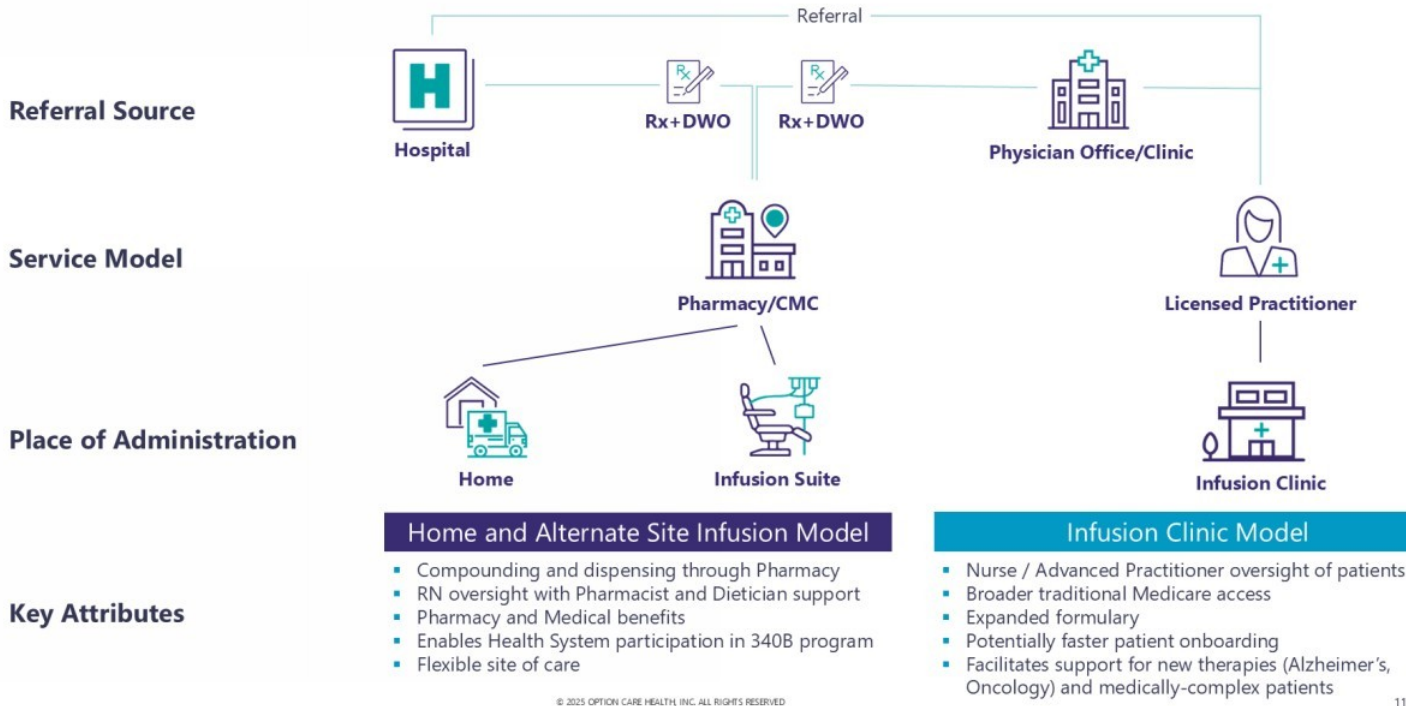 Referral
Referral Source
H
Hospital
Rx
Rx+DWO
Rx
Rx+DWO
Physician Office/Clinic
Service Model
Pharmacy/CMC
Licensed Practitioner
Place of Administration
Home
Infusion Suite
Infusion Clinic
Key Attributes
Home and Alternate Site Infusion Model
▪ Compounding and dispensing through Pharmacy
▪ RN oversight with Pharmacist and Dietician support
▪ Pharmacy and Medical benefits
▪ Enables Health System participation in 340B program
▪ Flexible site of care
Infusion Clinic Model
▪ Nurse / Advanced Practitioner oversight of patients
▪ Broader traditional Medicare access
▪ Expanded formulary
▪ Potentially faster patient onboarding
▪ Facilitates support for new therapies (Alzheimer's,
Oncology) and medically-complex patients
© 2025 OPTION CARE HEALTH, INC. ALL RIGHTS RESERVED
11